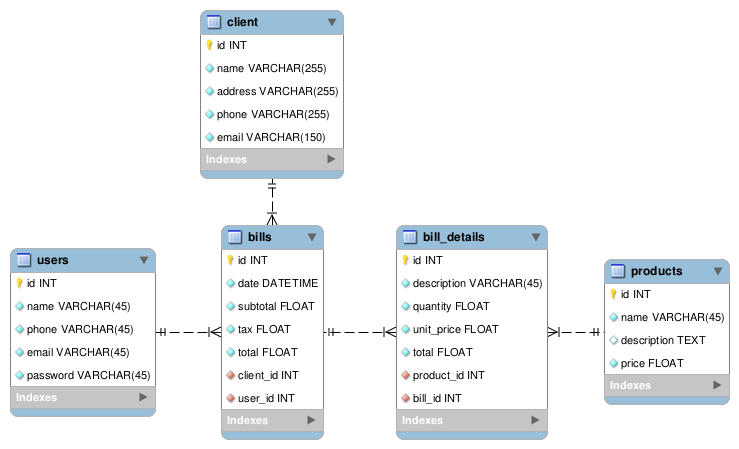 client
id INT
name VARCHAR(255)
address VARCHAR(255)
phone VARCHAR(255)
email VARCHAR(150)
Indexes
users
id INT
name VARCHAR(45)
phone VARCHAR(45)
email VARCHAR(45)
password VARCHAR(45)
Indexes
bills
id INT
date DATETIME
subtotal FLOAT
tax FLOAT
total FLOAT
client_id INT
user_id INT
Indexes
bill_details
id INT
description VARCHAR(45)
quantity FLOAT
unit_price FLOAT
total FLOAT
product_id INT
bill_id INT
Indexes
products
id INT
name VARCHAR(45)
description TEXT
price FLOAT
Indexes